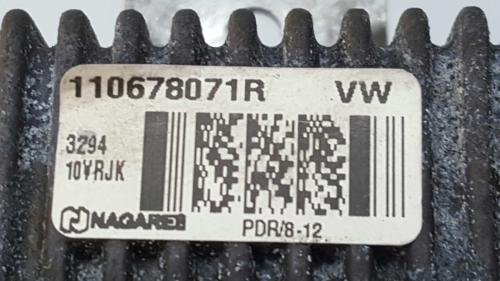 110678071R VW
3294
10VRJK
NAGARES
PDR/8-12